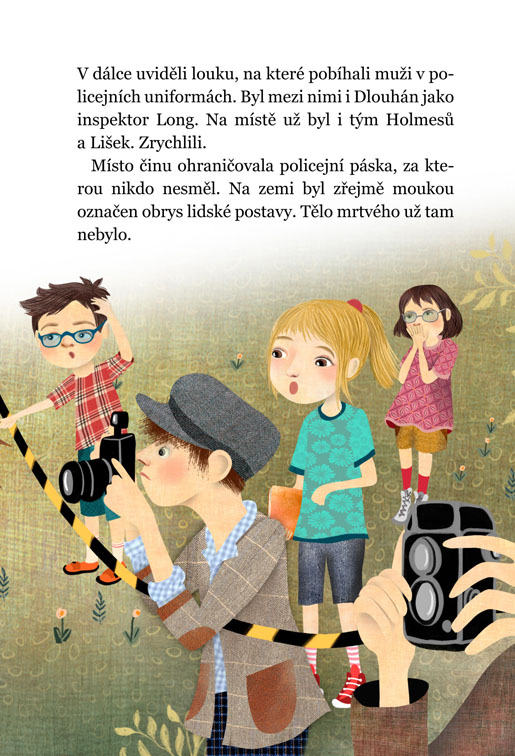 V dálce uviděli louku, na které pobíhali muži v po-
licejních uniformách. Byl mezi nimi i Dlouhán jako
inspektor Long. Na místě už byl i tým Holmesů
a Lišek. Zrychlili.
Místo činu ohraničovala policejní páska, za kte-
rou nikdo nesměl. Na zemi byl zřejmě moukou
označen obrys lidské postavy. Tělo mrtvého už tam
nebylo.